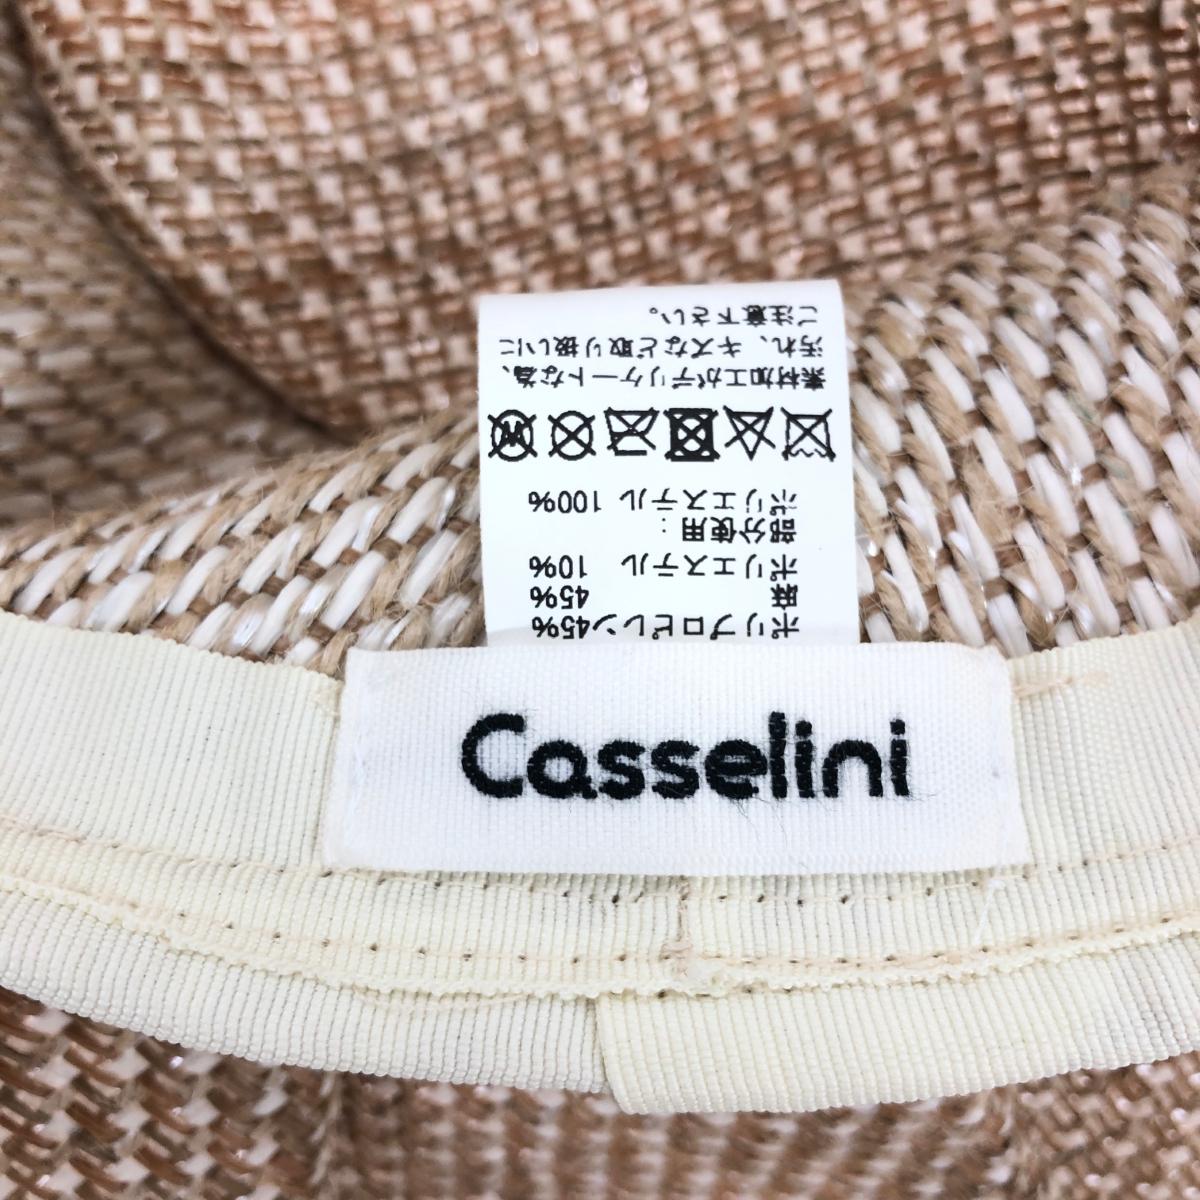 Casselini
ポリプロピレン45%
麻 45%
ポリエステル 10%
部分使用：
ポリエステル 100%
素材加工がデリケートな為、
汚れ、キズなど取り扱いに
ご注意下さい。